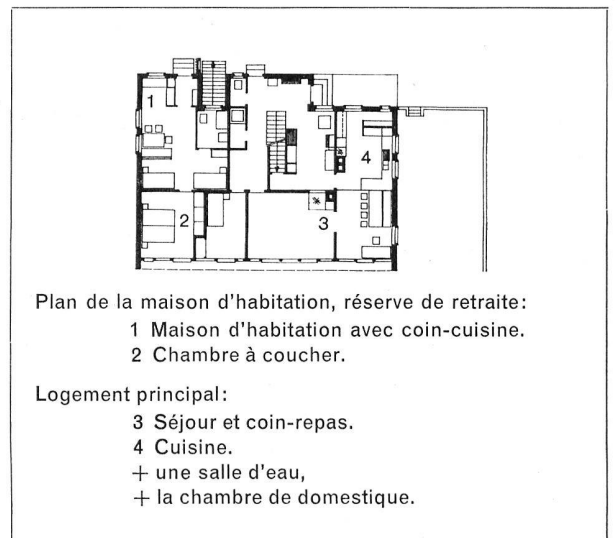 1
4
2
3
Plan de la maison d'habitation, réserve de retraite:
1 Maison d'habitation avec coin-cuisine.
2 Chambre à coucher.
Logement principal:
3 Séjour et coin-repas.
4 Cuisine.
+ une salle d'eau,
+ la chambre de domestique.